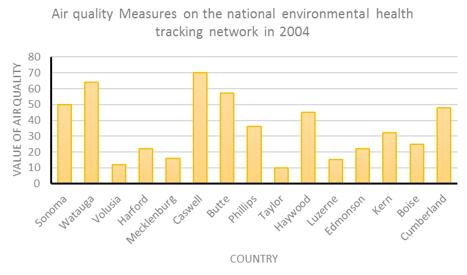 Air quality Measures on the national environmental health
tracking network in 2004
VALUE OF AIR QUALITY
80
70
60
50
40
30
20
10
0
Sonoma
Watauga
Volusia
Harford
Mecklenburg
Caswell
Butte
Phillips
Taylor
Haywood
Luzerne
Edmonson
Kern
Boise
Cumberland
COUNTRY